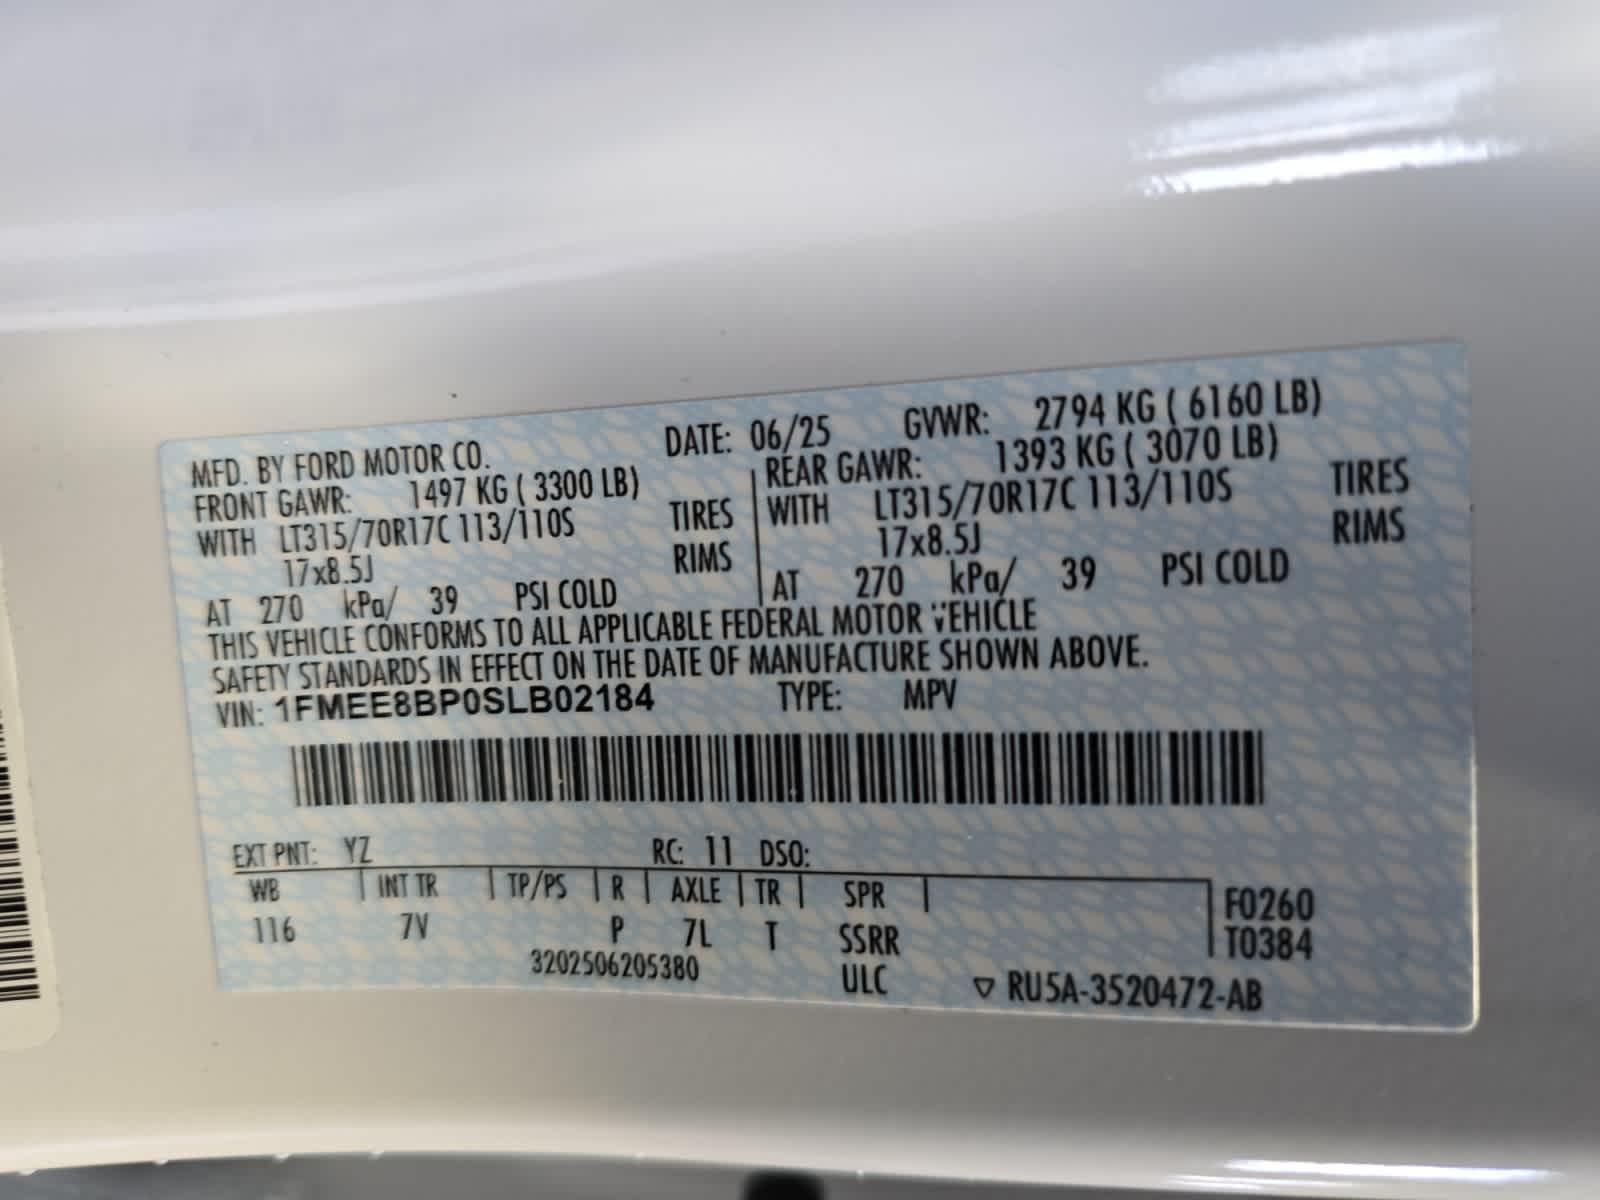 MFD. BY FORD MOTOR CO. DATE: 06/25 GVWR: 2794 KG ( 6160 LB)
FRONT GAWR: 1497 KG ( 3300 LB) REAR GAWR: 1393 KG ( 3070 LB)
WITH LT315/70R17C 113/110S TIRES WITH LT315/70R17C 113/110S TIRES
17x8.5J RIMS 17x8.5J RIMS
AT 270 kPa/ 39 PSI COLD AT 270 kPa/ 39 PSI COLD
THIS VEHICLE CONFORMS TO ALL APPLICABLE FEDERAL MOTOR VEHICLE
SAFETY STANDARDS IN EFFECT ON THE DATE OF MANUFACTURE SHOWN ABOVE.
VIN: 1FMEE8BP0SLB02184 TYPE: MPV
EXT PNT: YZ RC: 11 DSO:
WB | INT TR | TP/PS | R | AXLE | TR | SPR | F0260
116 7V P 7L T SSRR T0384
3202506205380 ULC ▽ RU5A-3520472-AB